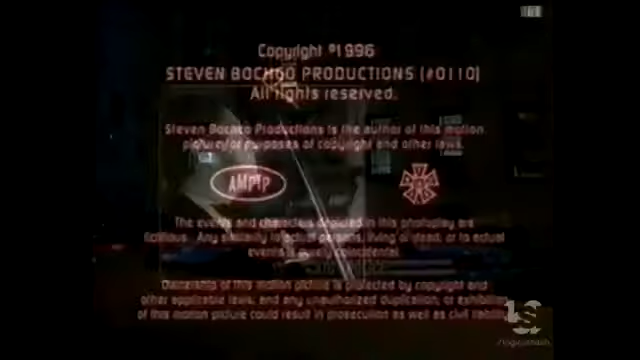 Copyright ©1996
STEVEN BOCHCO PRODUCTIONS (#0110)
All rights reserved.
Steven Bochco Productions is the author of this motion
picture for purposes of copyright and other laws.
AMPTP
The events and characters depicted in this photoplay are
fictitious. Any similarity to actual persons, living or dead, or to actual
events is purely coincidental.
Ownership of this motion picture is protected by copyright and
other applicable laws, and any unauthorized duplication, or exhibition
of this motion picture could result in prosecution as well as civil